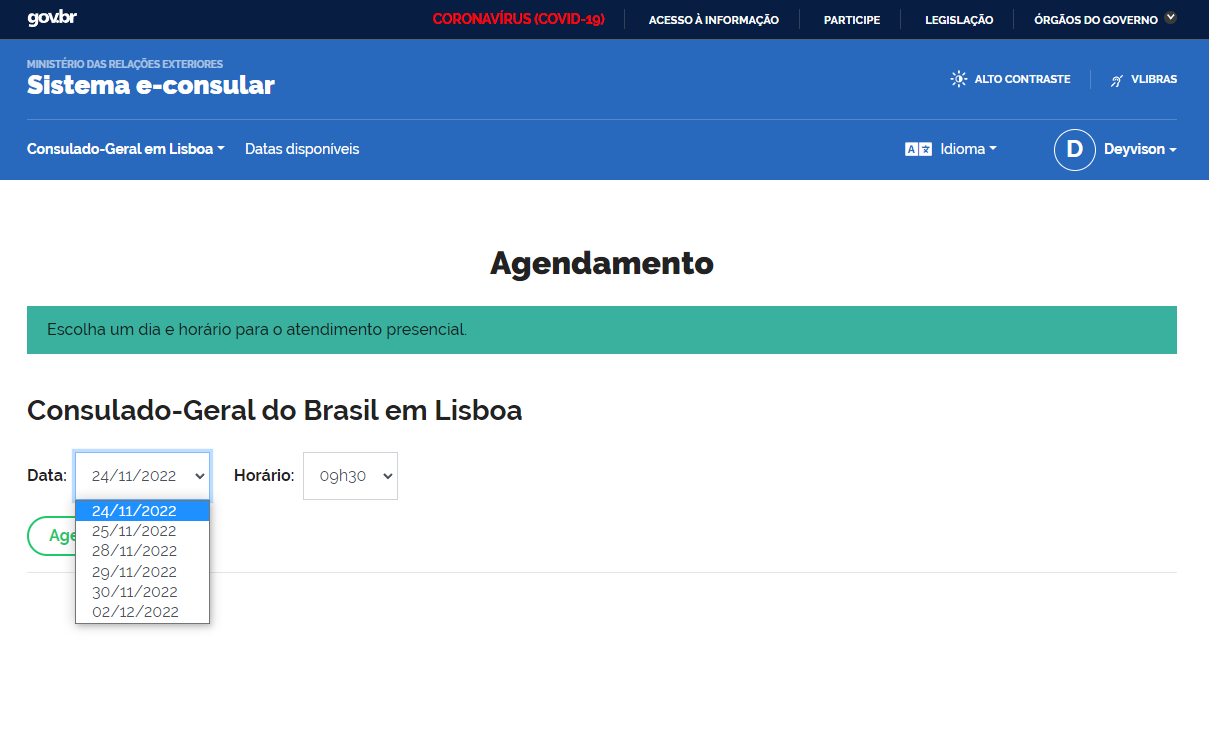 gov.br
CORONAVÍRUS (COVID-19)
ACESSO À INFORMAÇÃO
PARTICIPE
LEGISLAÇÃO
ÓRGÃOS DO GOVERNO
MINISTÉRIO DAS RELAÇÕES EXTERIORES
Sistema e-consular
ALTO CONTRASTE
VLIBRAS
Consulado-Geral em Lisboa
Datas disponíveis
A
Idioma
D
Deyvison
Agendamento
Escolha um dia e horário para o atendimento presencial.
Consulado-Geral do Brasil em Lisboa
Data: 24/11/2022 Horário: 09h30
24/11/2022
25/11/2022
28/11/2022
29/11/2022
30/11/2022
02/12/2022